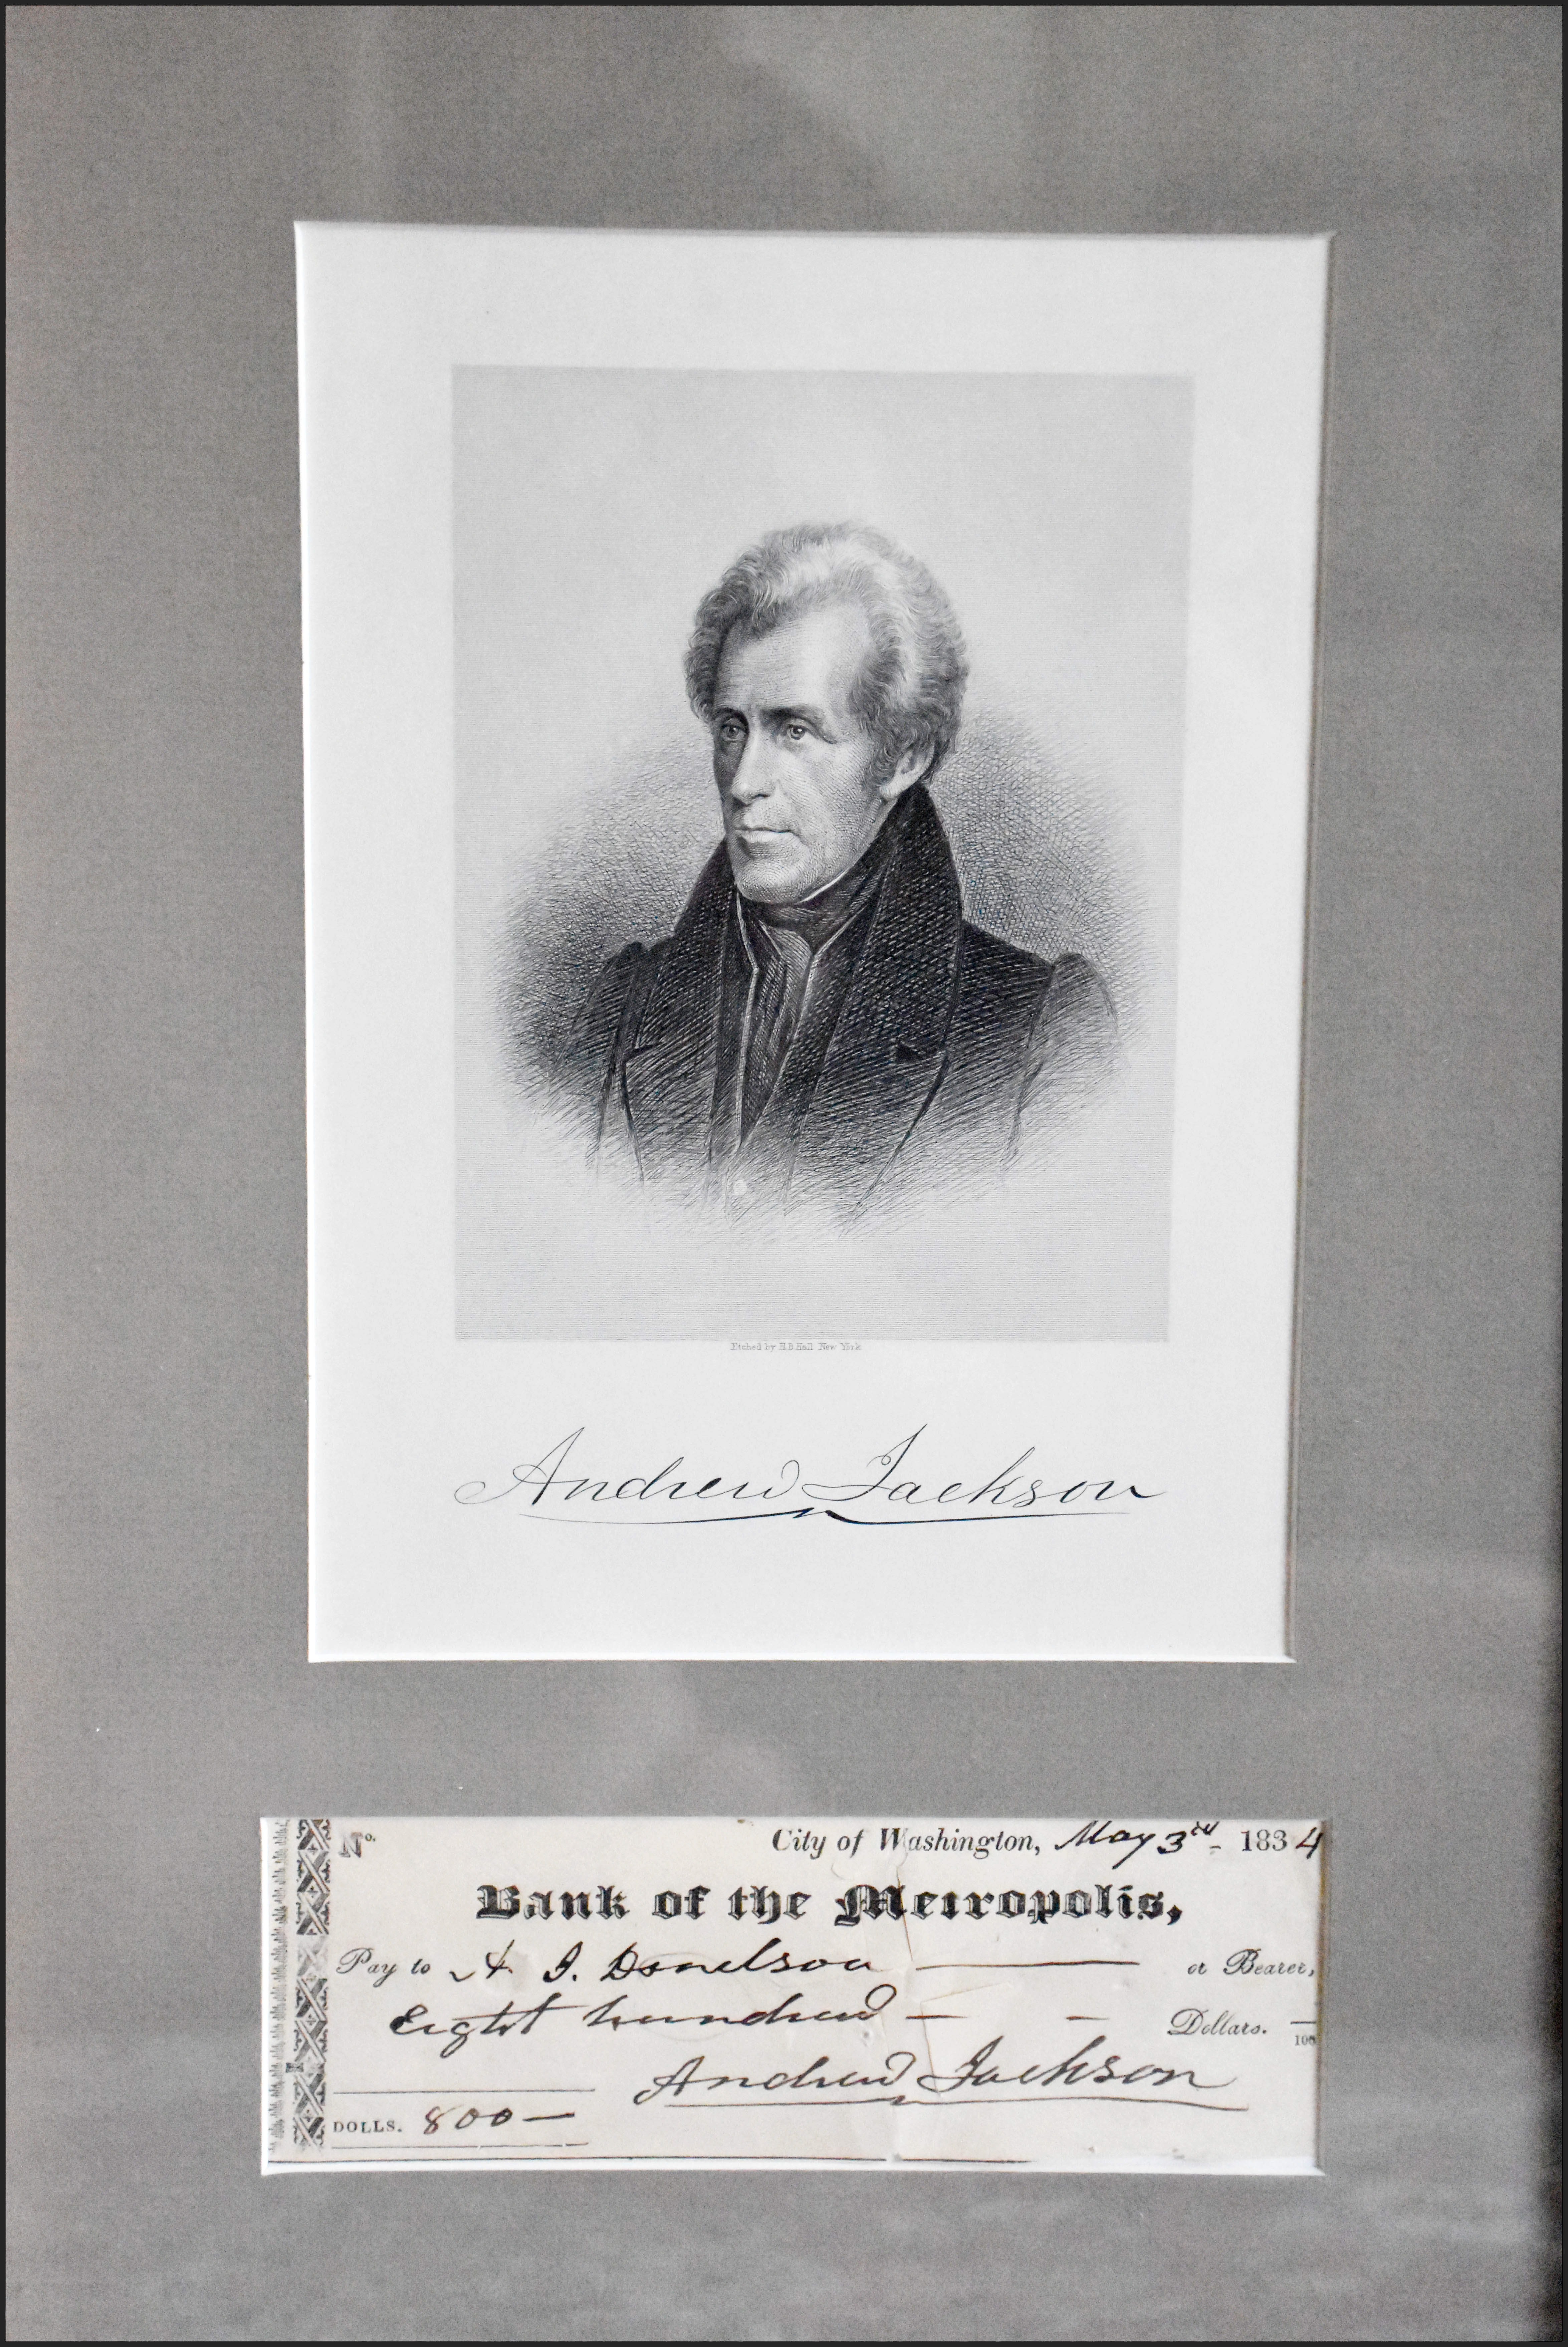 Etched by H.B. Hall New York
Andrew Jackson
No. City of Washington, May 3rd - 1834
Bank of the Metropolis,
Pay to A. J. Donelson — or Bearer,
Eight hundred — — Dollars. —/100
Andrew Jackson
DOLLS. 800 —